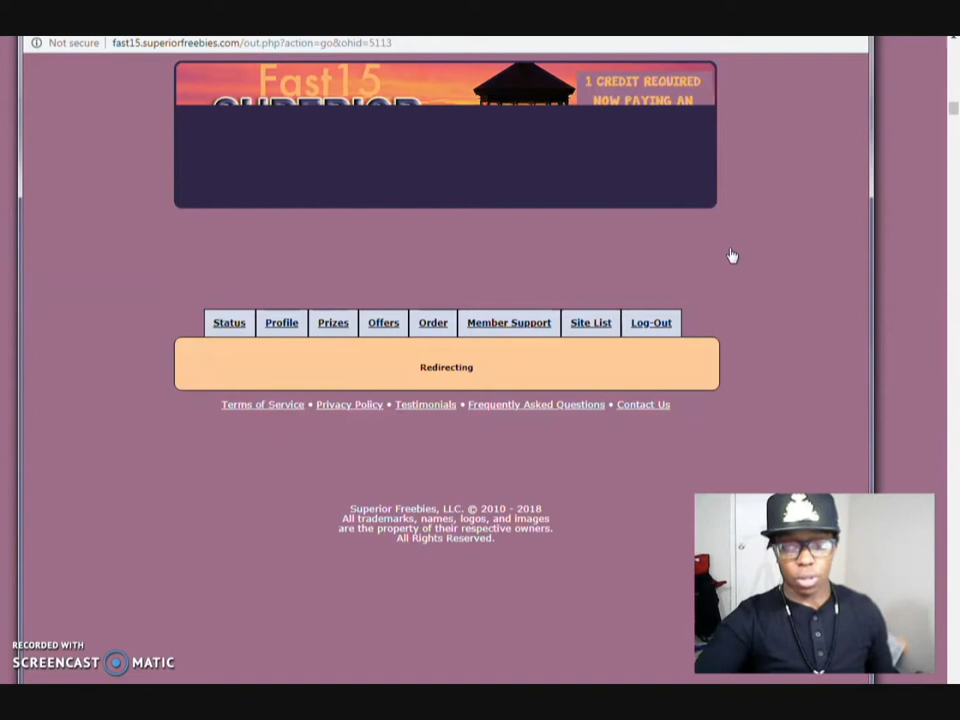 Not secure | fast15.superiorfreebies.com/out.php?action=go&ohid=5113
Fast15
SUPERIOR
1 CREDIT REQUIRED
NOW PAYING AN
Status Profile Prizes Offers Order Member Support Site List Log-Out
Redirecting
Terms of Service • Privacy Policy • Testimonials • Frequently Asked Questions • Contact Us
Superior Freebies, LLC. © 2010 - 2018
All trademarks, names, logos, and images
are the property of their respective owners.
All Rights Reserved.
RECORDED WITH
SCREENCAST MATIC